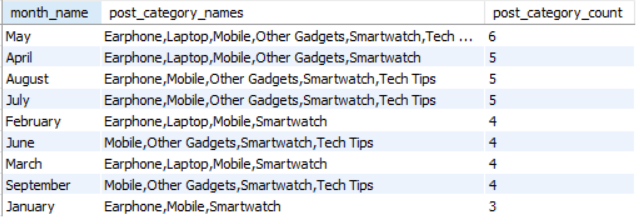 month_name post_category_names post_category_count
May Earphone,Laptop,Mobile,Other Gadgets,Smartwatch,Tech ... 6
April Earphone,Laptop,Mobile,Other Gadgets,Smartwatch 5
August Earphone,Mobile,Other Gadgets,Smartwatch,Tech Tips 5
July Earphone,Mobile,Other Gadgets,Smartwatch,Tech Tips 5
February Earphone,Laptop,Mobile,Smartwatch 4
June Mobile,Other Gadgets,Smartwatch,Tech Tips 4
March Earphone,Laptop,Mobile,Smartwatch 4
September Mobile,Other Gadgets,Smartwatch,Tech Tips 4
January Earphone,Mobile,Smartwatch 3